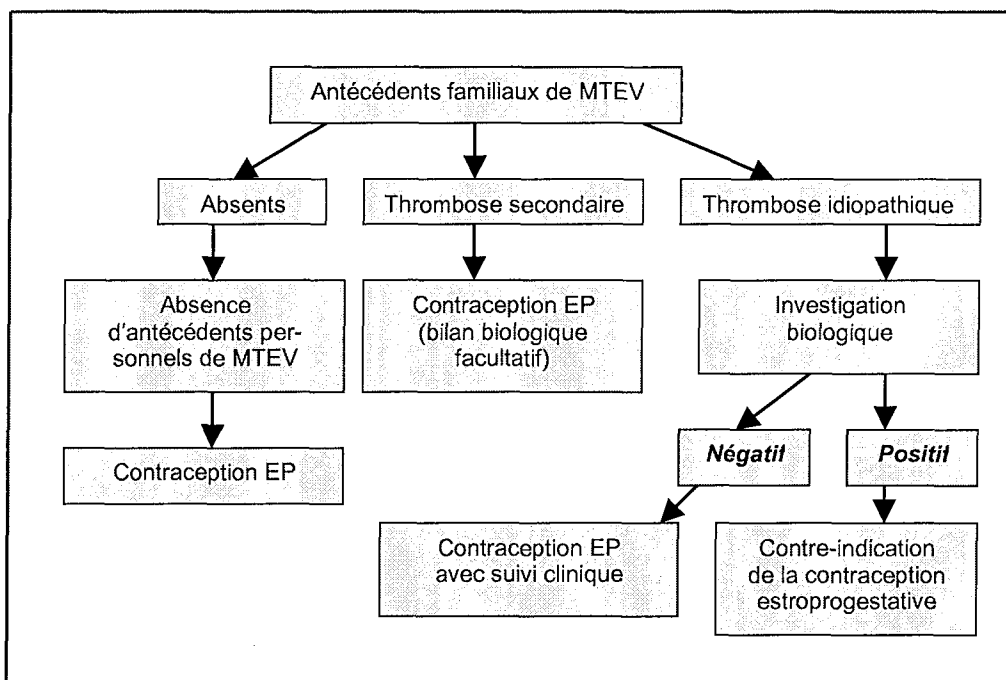 Antécédents familiaux de MTEV
Absents
Thrombose secondaire
Thrombose idiopathique
Absence
d'antécédents per-
sonnels de MTEV
Contraception EP
(bilan biologique
facultatif)
Investigation
biologique
Contraception EP
Négatif
Positif
Contraception EP
avec suivi clinique
Contre-indication
de la contraception
estroprogestative